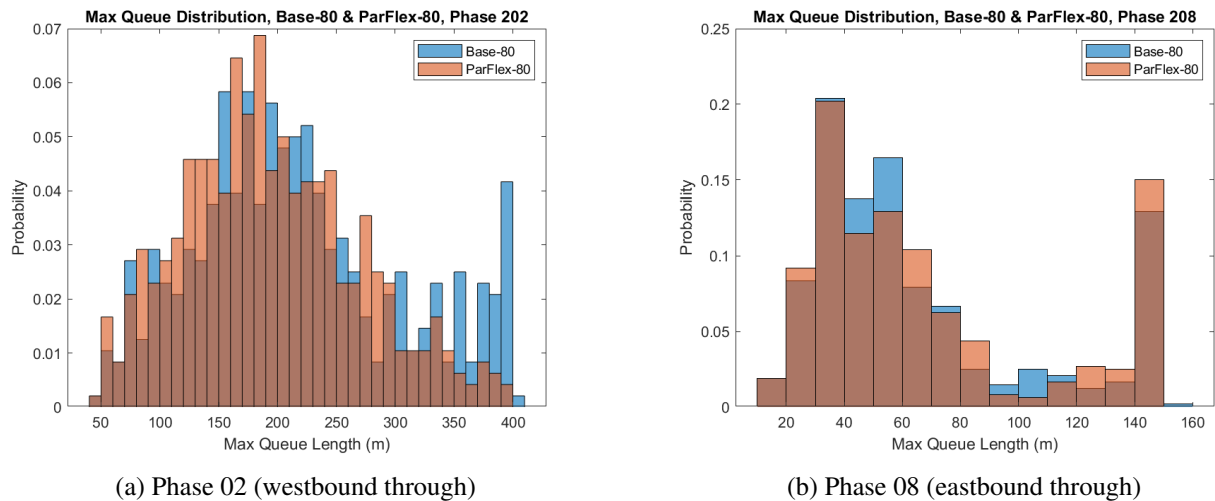 Max Queue Distribution, Base-80 & ParFlex-80, Phase 202
0.07
0.06
0.05
0.04
0.03
0.02
0.01
0
Probability
Base-80
ParFlex-80
50 100 150 200 250 300 350 400
Max Queue Length (m)
(a) Phase 02 (westbound through)
Max Queue Distribution, Base-80 & ParFlex-80, Phase 208
0.25
0.2
0.15
0.1
0.05
0
Probability
Base-80
ParFlex-80
20 40 60 80 100 120 140 160
Max Queue Length (m)
(b) Phase 08 (eastbound through)